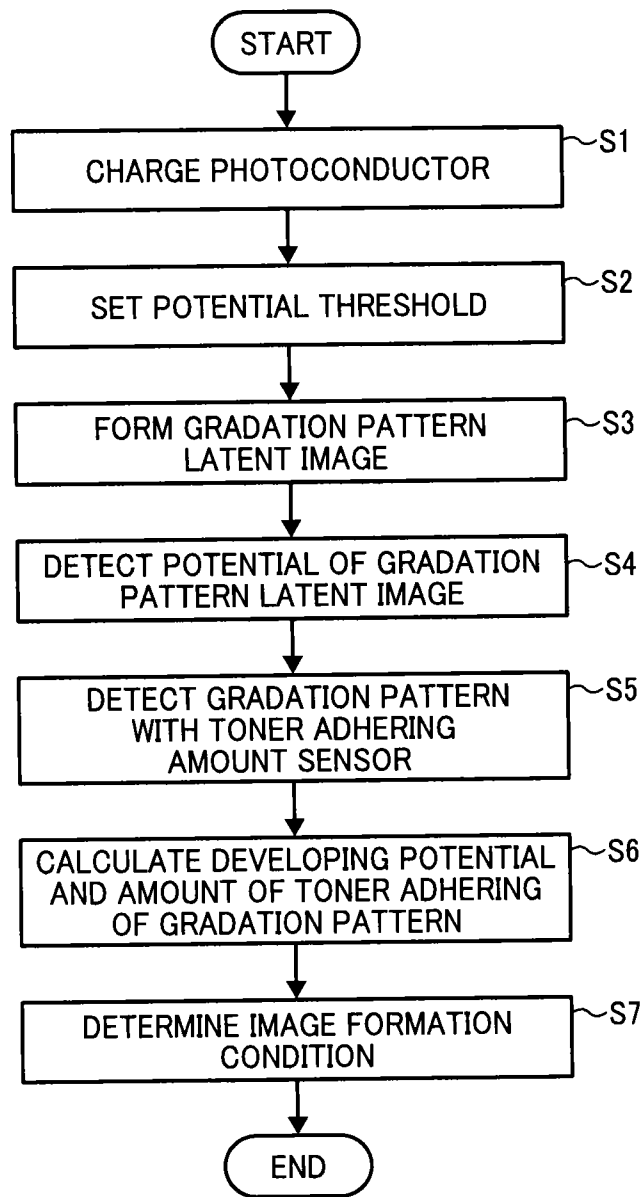 START
CHARGE PHOTOCONDUCTOR
S1
SET POTENTIAL THRESHOLD
S2
FORM GRADATION PATTERN
LATENT IMAGE
S3
DETECT POTENTIAL OF GRADATION
PATTERN LATENT IMAGE
S4
DETECT GRADATION PATTERN
WITH TONER ADHERING
AMOUNT SENSOR
S5
CALCULATE DEVELOPING POTENTIAL
AND AMOUNT OF TONER ADHERING
OF GRADATION PATTERN
S6
DETERMINE IMAGE FORMATION
CONDITION
S7
END